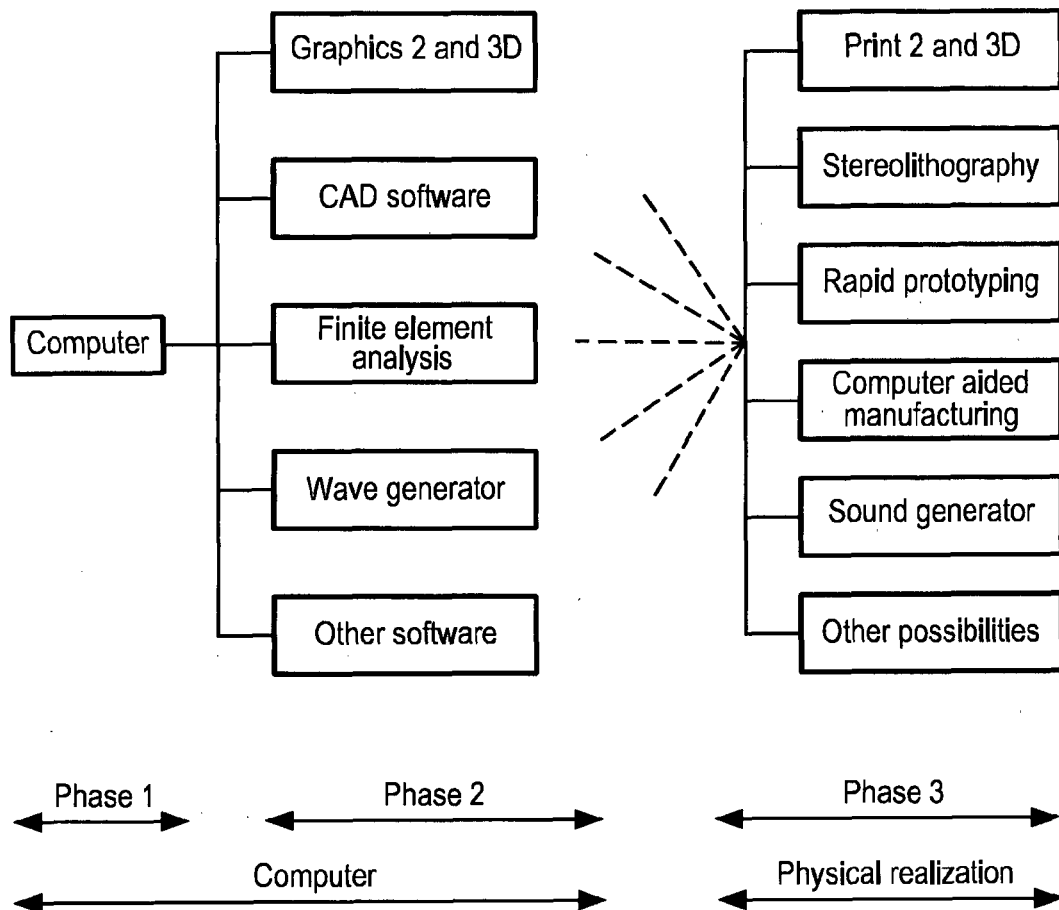 Graphics 2 and 3D
CAD software
Computer
Finite element
analysis
Wave generator
Other software
Print 2 and 3D
Stereolithography
Rapid prototyping
Computer aided
manufacturing
Sound generator
Other possibilities
Phase 1
Phase 2
Phase 3
Computer
Physical realization